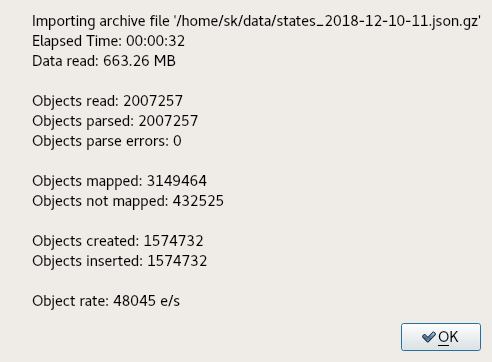 Importing archive file '/home/sk/data/states_2018-12-10-11.json.gz'
Elapsed Time: 00:00:32
Data read: 663.26 MB
Objects read: 2007257
Objects parsed: 2007257
Objects parse errors: 0
Objects mapped: 3149464
Objects not mapped: 432525
Objects created: 1574732
Objects inserted: 1574732
Object rate: 48045 e/s
OK